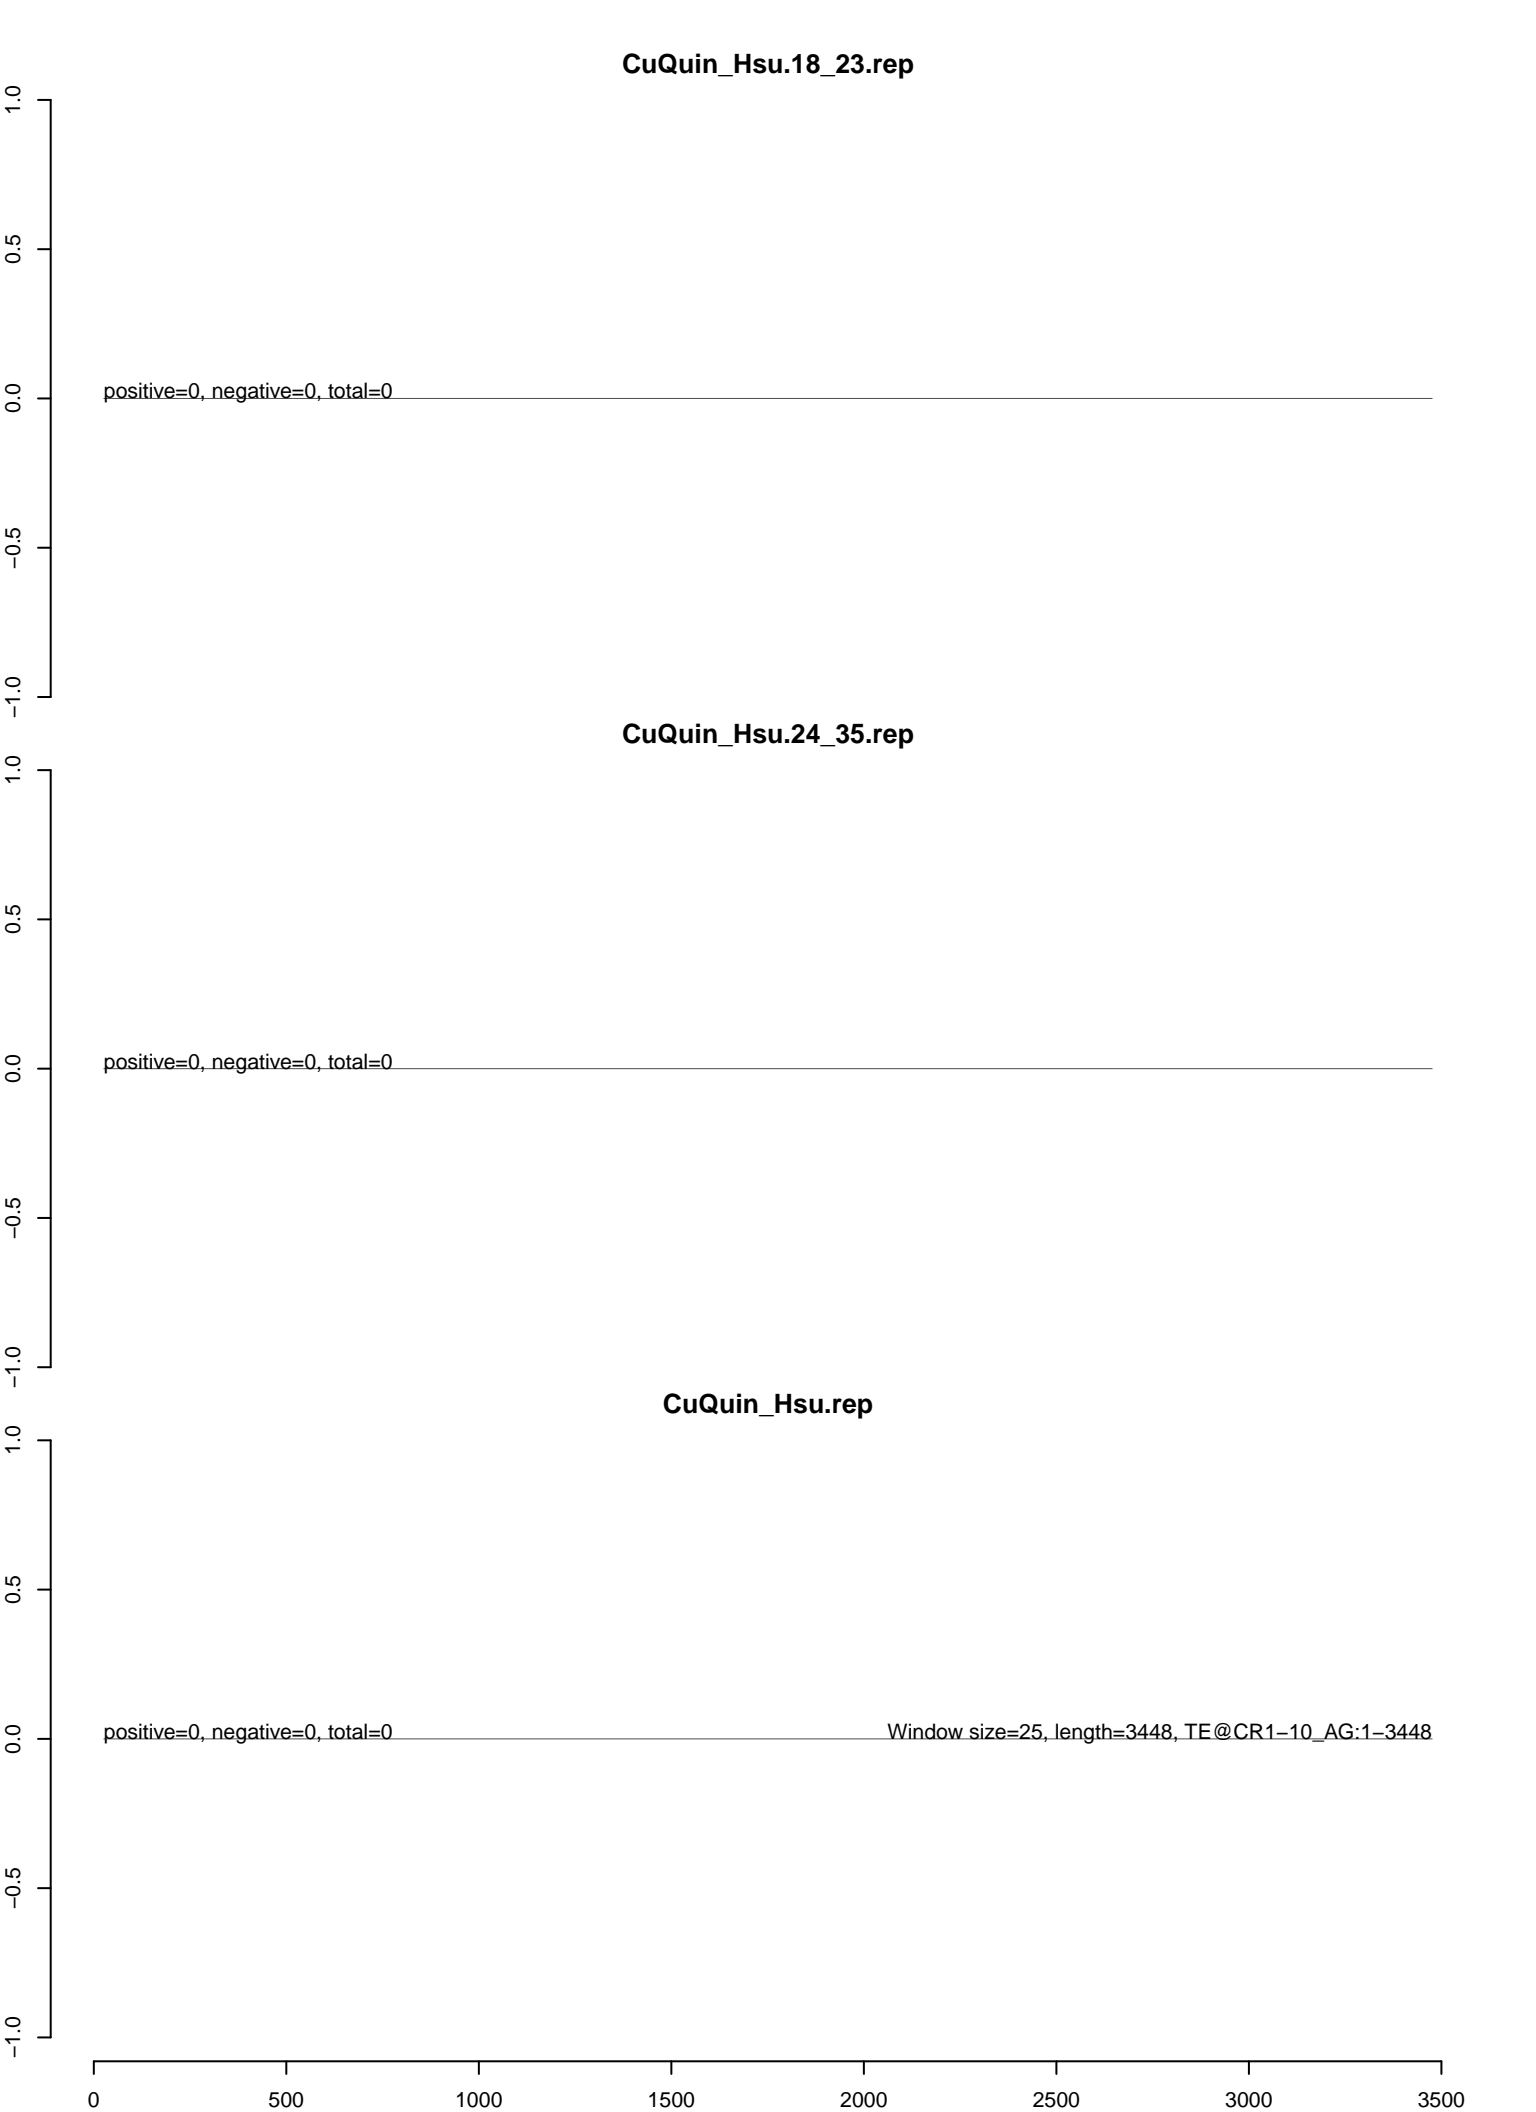 CuQuin_Hsu.18_23.rep
1.0
0.5
0.0
−0.5
−1.0
positive=0, negative=0, total=0
CuQuin_Hsu.24_35.rep
1.0
0.5
0.0
−0.5
−1.0
positive=0, negative=0, total=0
CuQuin_Hsu.rep
1.0
0.5
0.0
−0.5
−1.0
positive=0, negative=0, total=0
Window size=25, length=3448, TE@CR1−10_AG:1−3448
0 500 1000 1500 2000 2500 3000 3500